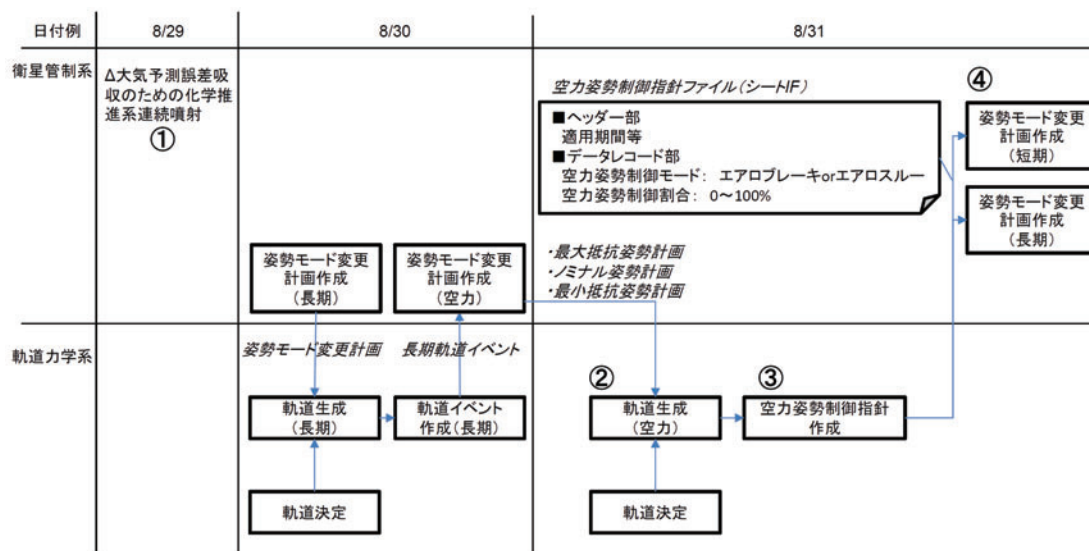 日付例
8/29
8/30
8/31
衛星管制系
Δ大気予測誤差吸
収のための化学推
進系連続噴射
①
空力姿勢制御指針ファイル(シートIF)
■ヘッダー部
適用期間等
■データレコード部
空力姿勢制御モード: エアロブレーキorエアロスルー
空力姿勢制御割合: 0~100%
④
姿勢モード変更
計画作成
(短期)
姿勢モード変更
計画作成
(長期)
姿勢モード変更
計画作成
(長期)
姿勢モード変更
計画作成
(空力)
・最大抵抗姿勢計画
・ノミナル姿勢計画
・最小抵抗姿勢計画
軌道力学系
姿勢モード変更計画
長期軌道イベント
②
③
軌道生成
(長期)
軌道イベント
作成(長期)
軌道生成
(空力)
空力姿勢制御指針
作成
軌道決定
軌道決定